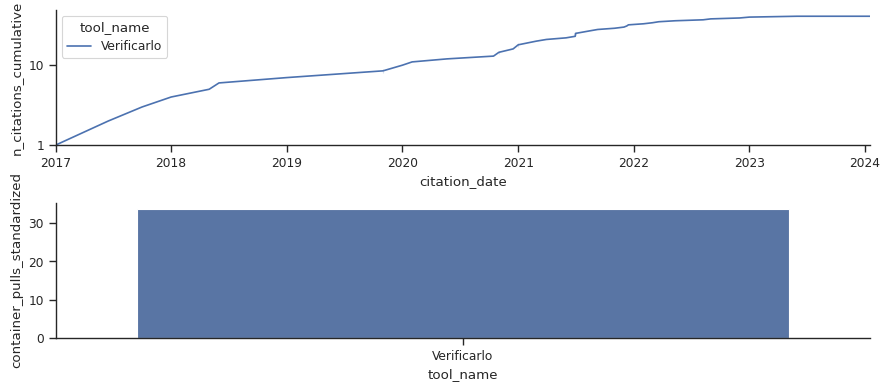 n_citations_cumulative
tool_name
Verificarlo
10
1
2017 2018 2019 2020 2021 2022 2023 2024
citation_date
container_pulls_standardized
30
20
10
0
Verificarlo
tool_name